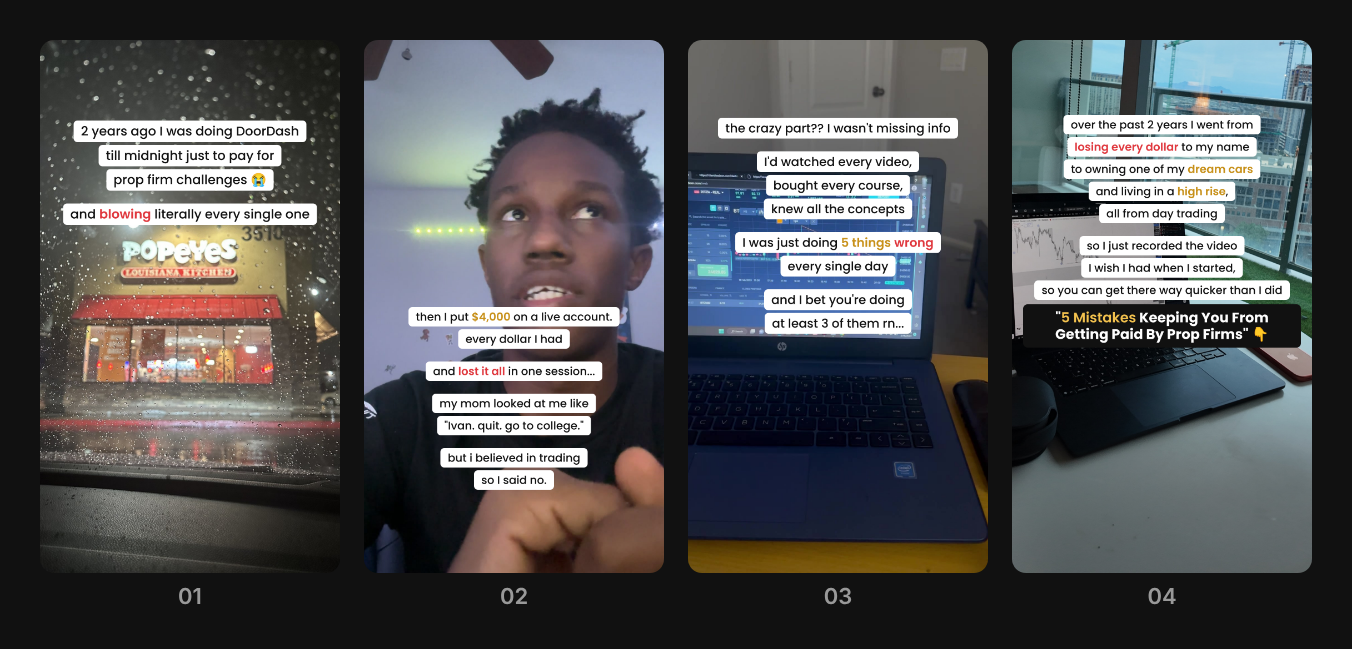 2 years ago I was doing DoorDash
till midnight just to pay for
prop firm challenges 😭
and blowing literally every single one
3510
POPEYES
LOUISIANA KITCHEN
01
then I put $4,000 on a live account.
every dollar I had
and lost it all in one session...
my mom looked at me like
"Ivan. quit. go to college."
but i believed in trading
so I said no.
02
the crazy part?? I wasn't missing info
I'd watched every video,
bought every course,
knew all the concepts
I was just doing 5 things wrong
every single day
and I bet you're doing
at least 3 of them rn...
hp
03
over the past 2 years I went from
losing every dollar to my name
to owning one of my dream cars
and living in a high rise,
all from day trading
so I just recorded the video
I wish I had when I started,
so you can get there way quicker than I did
"5 Mistakes Keeping You From
Getting Paid By Prop Firms" 👇
04